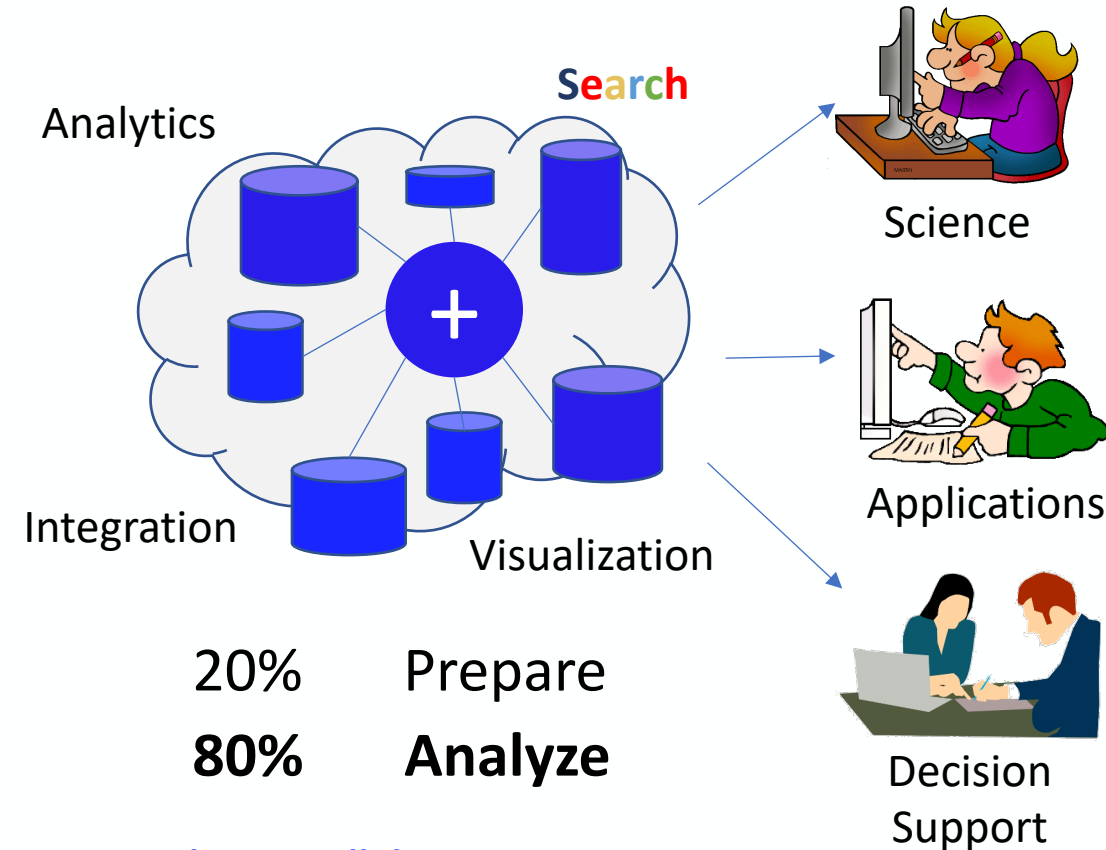 Search
Analytics
+
Science
Applications
Integration
Visualization
20% Prepare
80% Analyze
Decision
Support